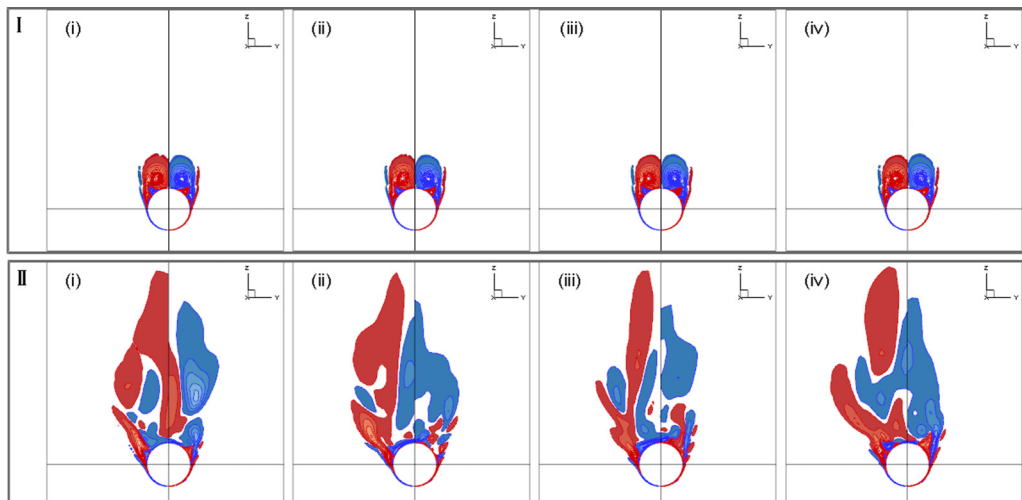 I (i) Z X Y (ii) Z X Y (iii) Z X Y (iv) Z X Y
II (i) Z X Y (ii) Z X Y (iii) Z X Y (iv) Z X Y